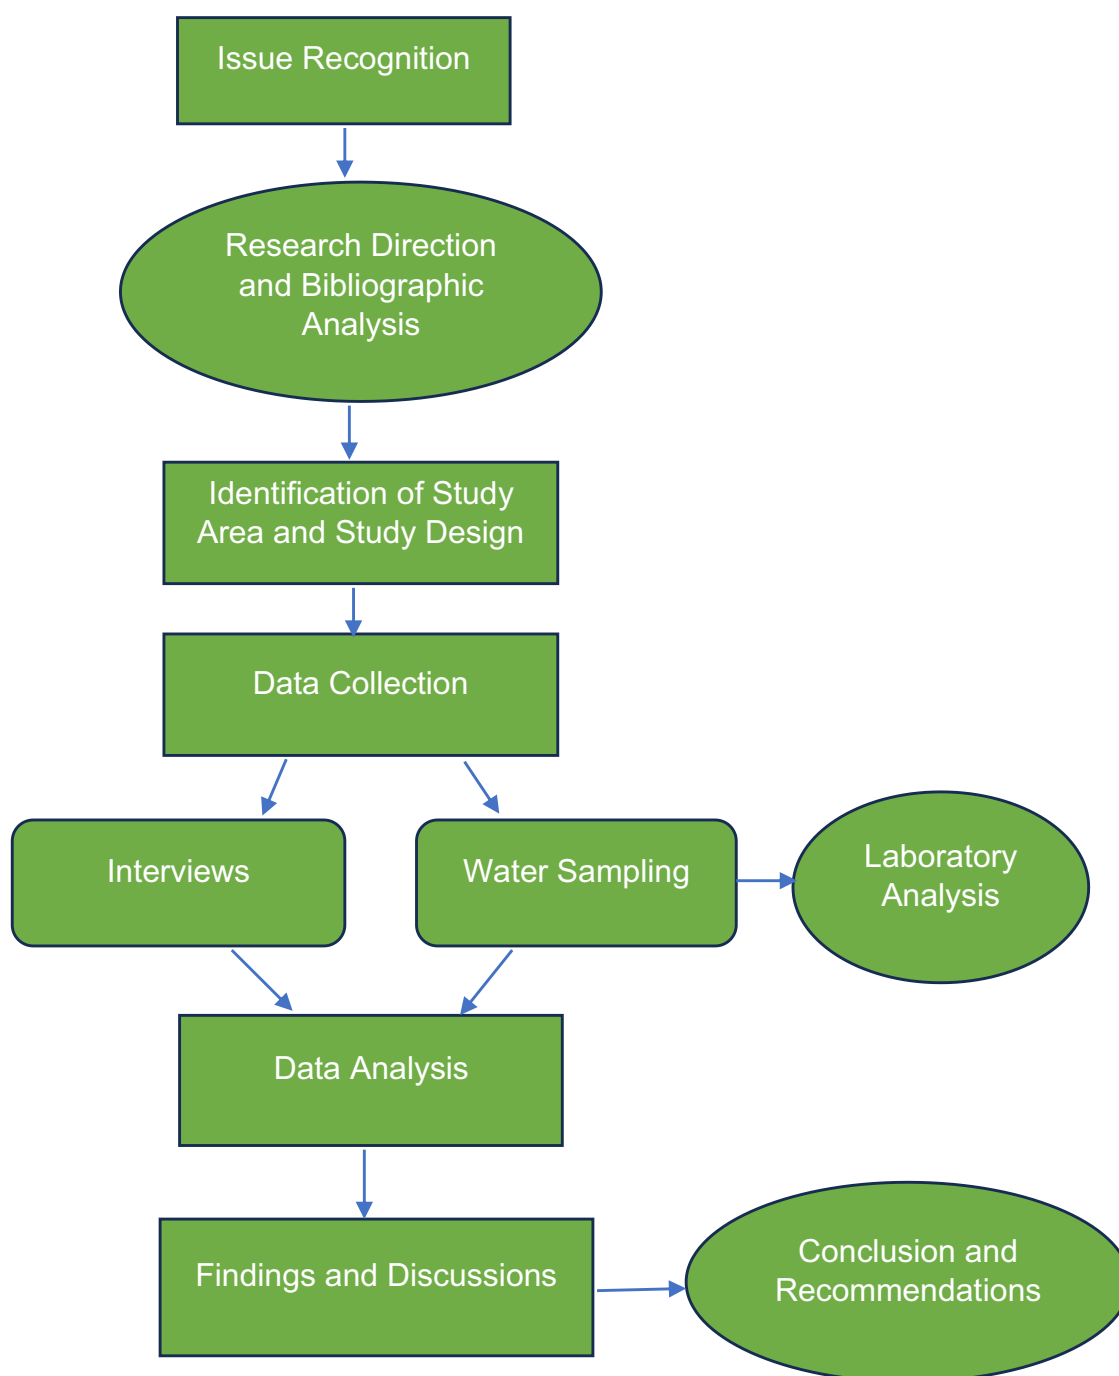 Issue Recognition
Research Direction
and Bibliographic
Analysis
Identification of Study
Area and Study Design
Data Collection
Interviews
Water Sampling
Laboratory
Analysis
Data Analysis
Findings and Discussions
Conclusion and
Recommendations